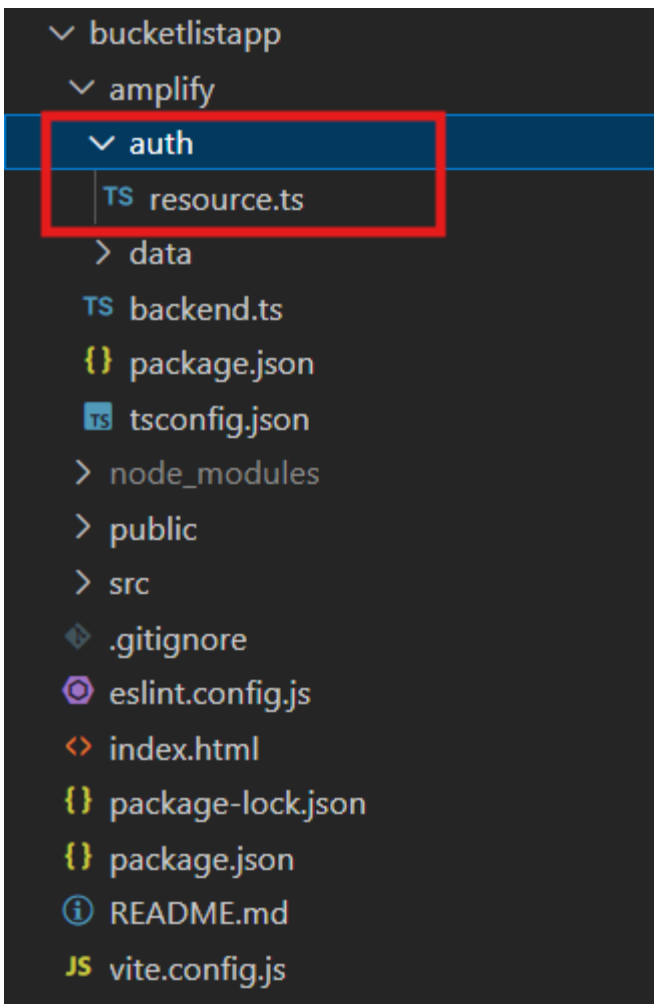 bucketlistapp
amplify
auth
TS resource.ts
data
TS backend.ts
{} package.json
TS tsconfig.json
node_modules
public
src
.gitignore
eslint.config.js
<> index.html
{} package-lock.json
{} package.json
README.md
JS vite.config.js